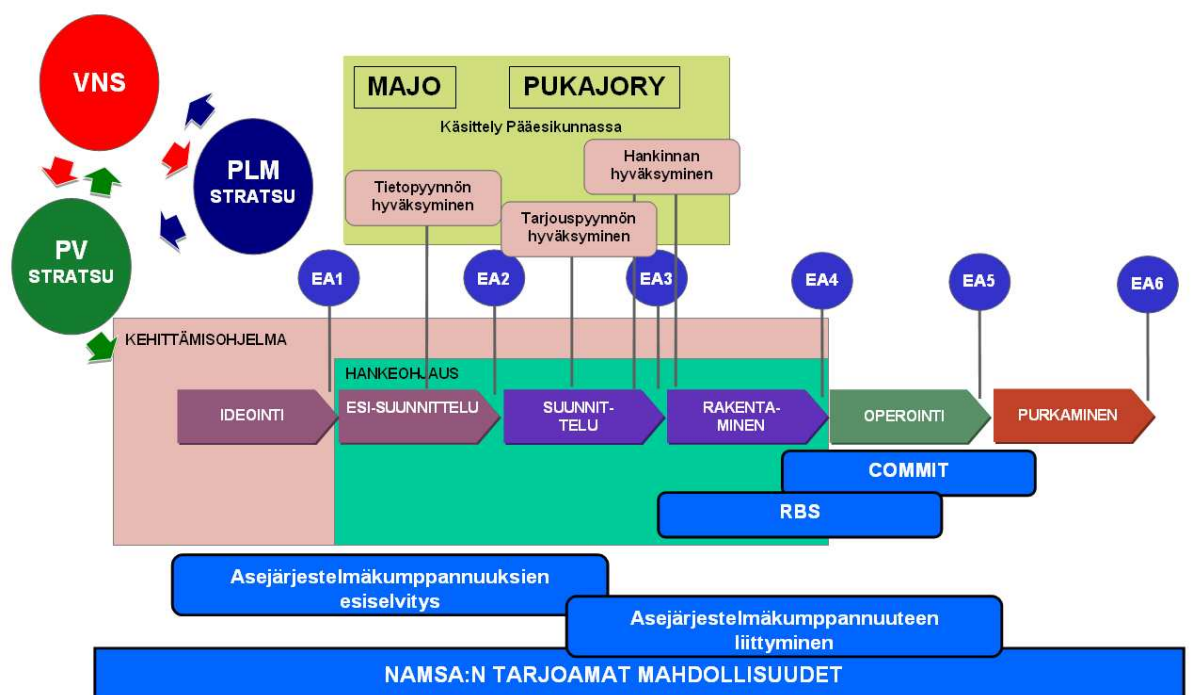 VNS
PLM
STRATSU
PV
STRATSU
MAJO
PUKAJORY
Käsittely Pääesikunnassa
Hankinnan
hyväksyminen
Tietopyynnön
hyväksyminen
Tarjouspyynnön
hyväksyminen
EA1
EA2
EA3
EA4
EA5
EA6
KEHITTÄMISOHJELMA
HANKEOHJAUS
IDEOINTI
ESI-SUUNNITTELU
SUUNNIT-
TELU
RAKENTA-
MINEN
OPEROINTI
PURKAMINEN
COMMIT
RBS
Asejärjestelmäkumppannuuksien
esiselvitys
Asejärjestelmäkumppannuuteen
liittyminen
NAMSA:N TARJOAMAT MAHDOLLISUUDET